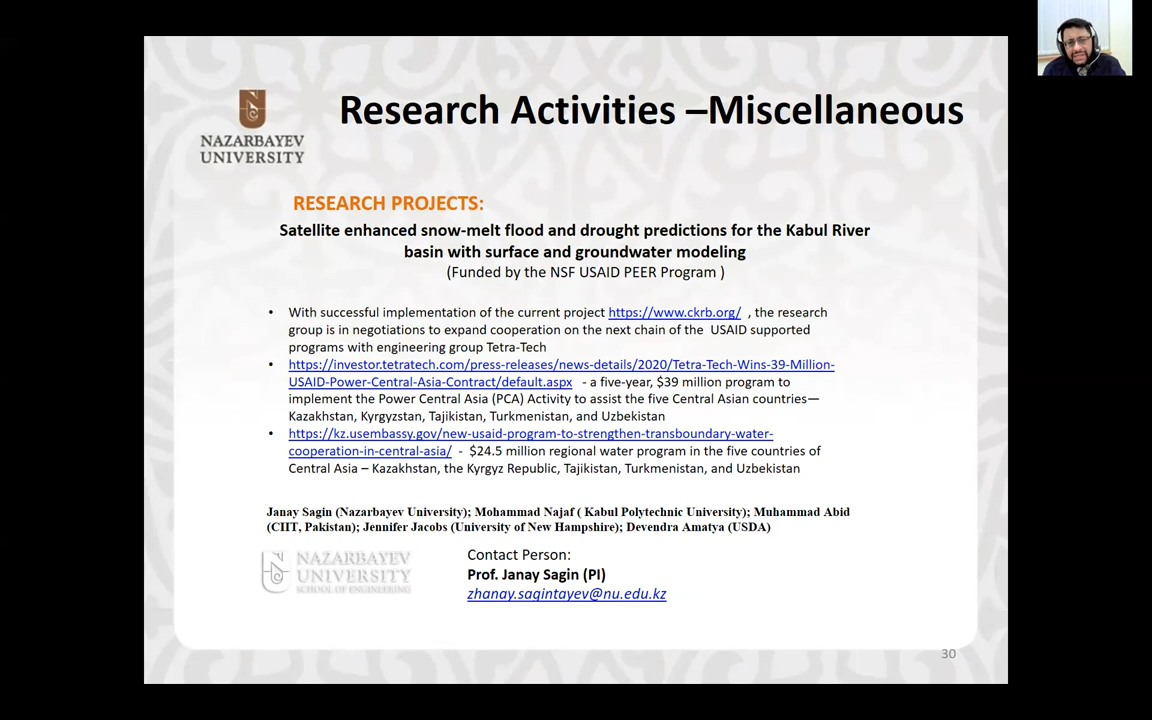 NAZARBAYEV
UNIVERSITY
Research Activities –Miscellaneous
RESEARCH PROJECTS:
Satellite enhanced snow-melt flood and drought predictions for the Kabul River
basin with surface and groundwater modeling
(Funded by the NSF USAID PEER Program )
• With successful implementation of the current project https://www.ckrb.org/ , the research
group is in negotiations to expand cooperation on the next chain of the USAID supported
programs with engineering group Tetra-Tech
• https://investor.tetratech.com/press-releases/news-details/2020/Tetra-Tech-Wins-39-Million-
USAID-Power-Central-Asia-Contract/default.aspx - a five-year, $39 million program to
implement the Power Central Asia (PCA) Activity to assist the five Central Asian countries—
Kazakhstan, Kyrgyzstan, Tajikistan, Turkmenistan, and Uzbekistan
• https://kz.usembassy.gov/new-usaid-program-to-strengthen-transboundary-water-
cooperation-in-central-asia/ - $24.5 million regional water program in the five countries of
Central Asia – Kazakhstan, the Kyrgyz Republic, Tajikistan, Turkmenistan, and Uzbekistan
Janay Sagin (Nazarbayev University); Mohammad Najaf ( Kabul Polytechnic University); Muhammad Abid
(CIIT, Pakistan); Jennifer Jacobs (University of New Hampshire); Devendra Amatya (USDA)
NAZARBAYEV
UNIVERSITY
SCHOOL OF ENGINEERING
Contact Person:
Prof. Janay Sagin (PI)
zhanay.sagintayev@nu.edu.kz
30